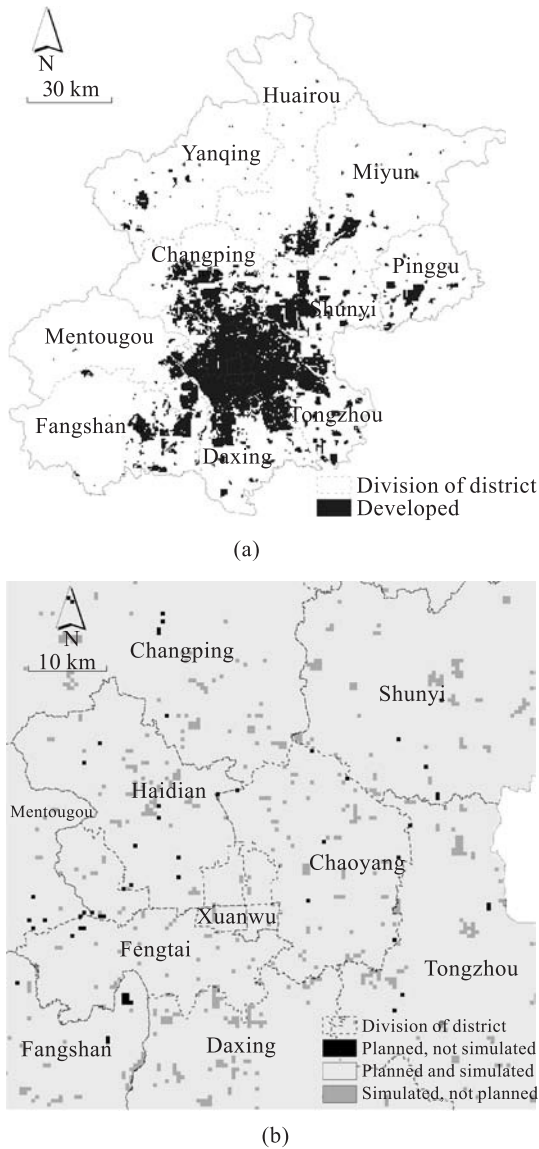 N
30 km
Huairou
Yanqing
Miyun
Changping
Pinggu
Shunyi
Mentougou
Fangshan
Tongzhou
Daxing
Division of district
Developed
(a)
N
10 km
Changping
Shunyi
Haidian
Mentougou
Chaoyang
Xuanwu
Fengtai
Tongzhou
Division of district
Fangshan
Daxing
Planned, not simulated
Planned and simulated
Simulated, not planned
(b)